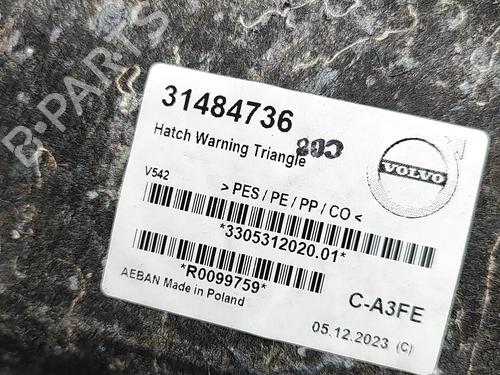 B-PARTS
31484736
Hatch Warning Triangle
VOLVO
V542
> PES / PE / PP / CO <
*3305312020.01*
*R0099759*
AEBAN Made in Poland
C-A3FE
05.12.2023 (C)